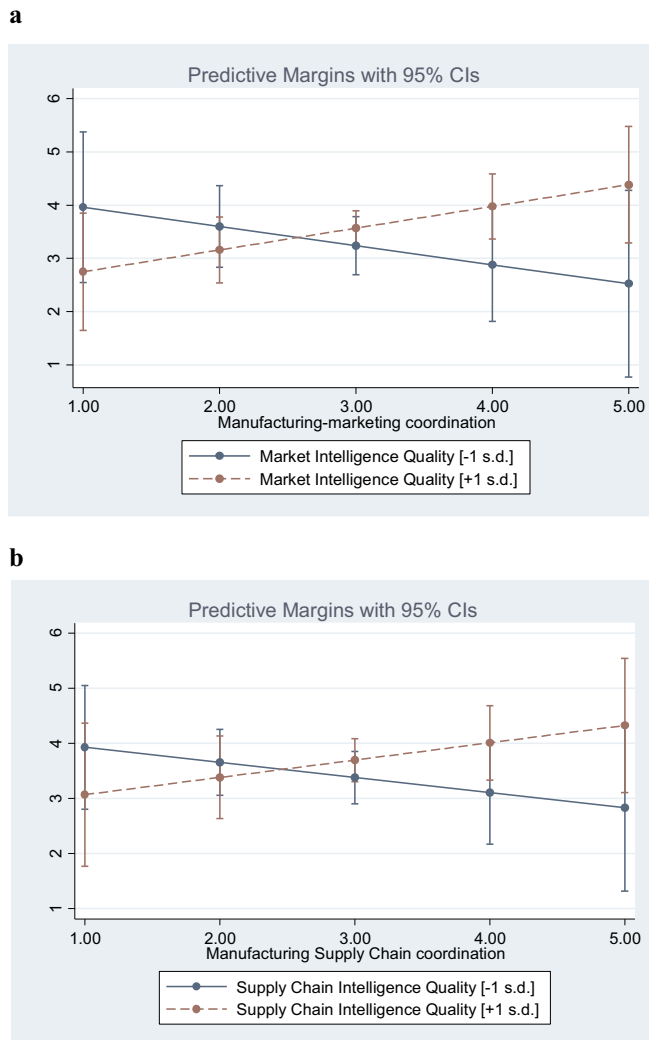 a
Predictive Margins with 95% CIs
6
5
4
3
2
1
1.00 2.00 3.00 4.00 5.00
Manufacturing-marketing coordination
Market Intelligence Quality [-1 s.d.]
Market Intelligence Quality [+1 s.d.]
b
Predictive Margins with 95% CIs
6
5
4
3
2
1
1.00 2.00 3.00 4.00 5.00
Manufacturing Supply Chain coordination
Supply Chain Intelligence Quality [-1 s.d.]
Supply Chain Intelligence Quality [+1 s.d.]